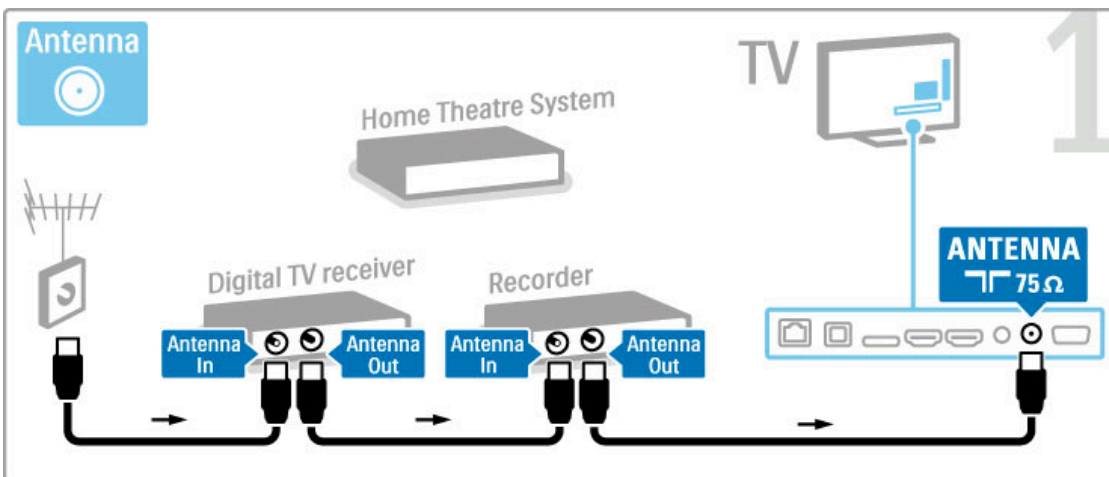 Antenna
TV
1
Home Theatre System
Digital TV receiver
Recorder
ANTENNA
75 Ω
Antenna In
Antenna Out
Antenna In
Antenna Out